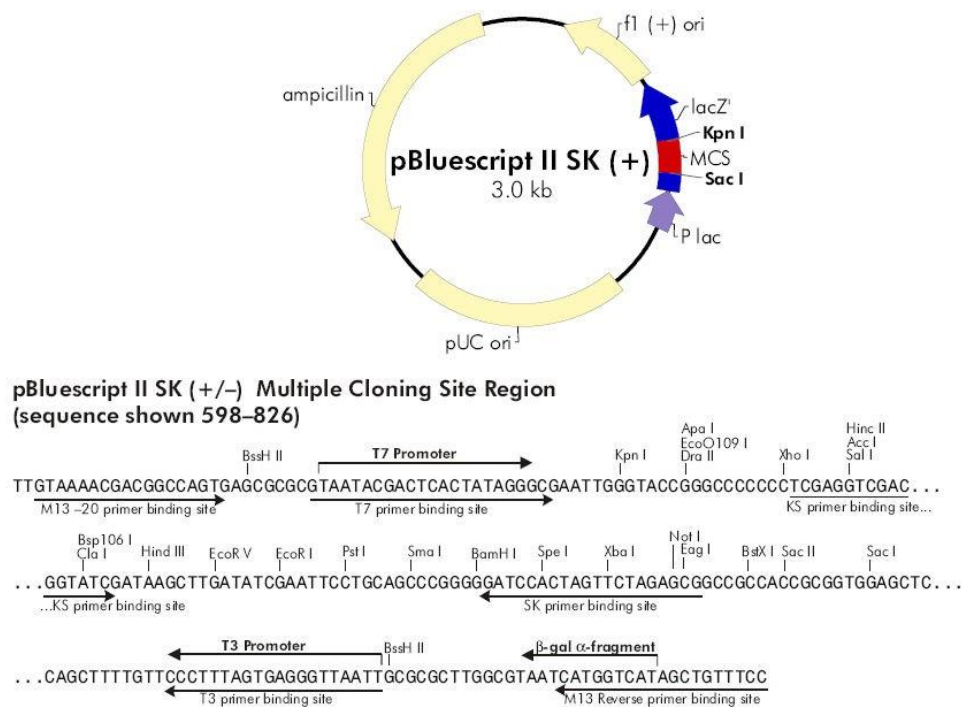 f1 (+) ori
ampicillin
lacZ'
Kpn I
pBluescript II SK (+)
MCS
3.0 kb
Sac I
P lac
pUC ori
pBluescript II SK (+/–) Multiple Cloning Site Region
(sequence shown 598–826)
Apa I Hinc II
BssH II T7 Promoter Kpn I EcoO109 I Xho I Acc I
Dra II Sal I
TTGTAAAACGACGGCCAGTGAGCGCGCGTAATACGACTCACTATAGGGCGAATTGGGTACCGGGCCCCCCCTCGAGGTCGAC...
M13 –20 primer binding site T7 primer binding site KS primer binding site...
Bsp106 I Not I
Cla I Hind III EcoR V EcoR I Pst I Sma I BamH I Spe I Xba I Eag I BstX I Sac II Sac I
...GGTATCGATAAGCTTGATATCGAATTCCTGCAGCCCGGGGGATCCACTAGTTCTAGAGCGGCCGCCACCGCGGTGGAGCTC...
...KS primer binding site SK primer binding site
T3 Promoter BssH II β-gal α-fragment
...CAGCTTTTGTTCCCTTTAGTGAGGGTTAATTGCGCGCTTGGCGTAATCATGGTCATAGCTGTTTCC
T3 primer binding site M13 Reverse primer binding site